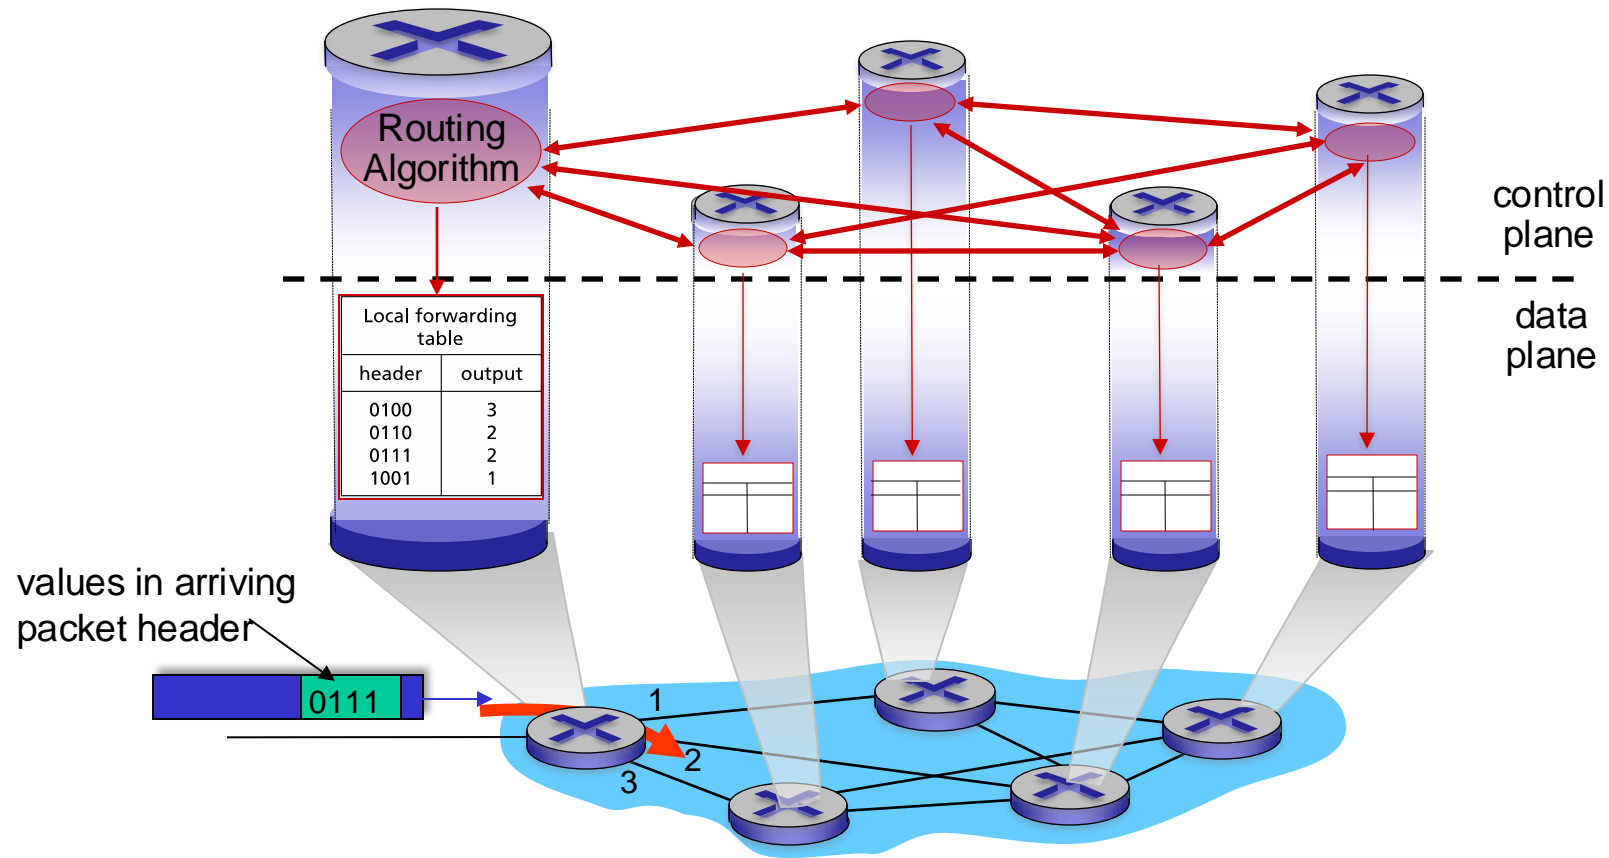 Routing
Algorithm
control
plane
data
plane
Local forwarding
table
header output
0100 3
0110 2
0111 2
1001 1
values in arriving
packet header
0111
1
2
3